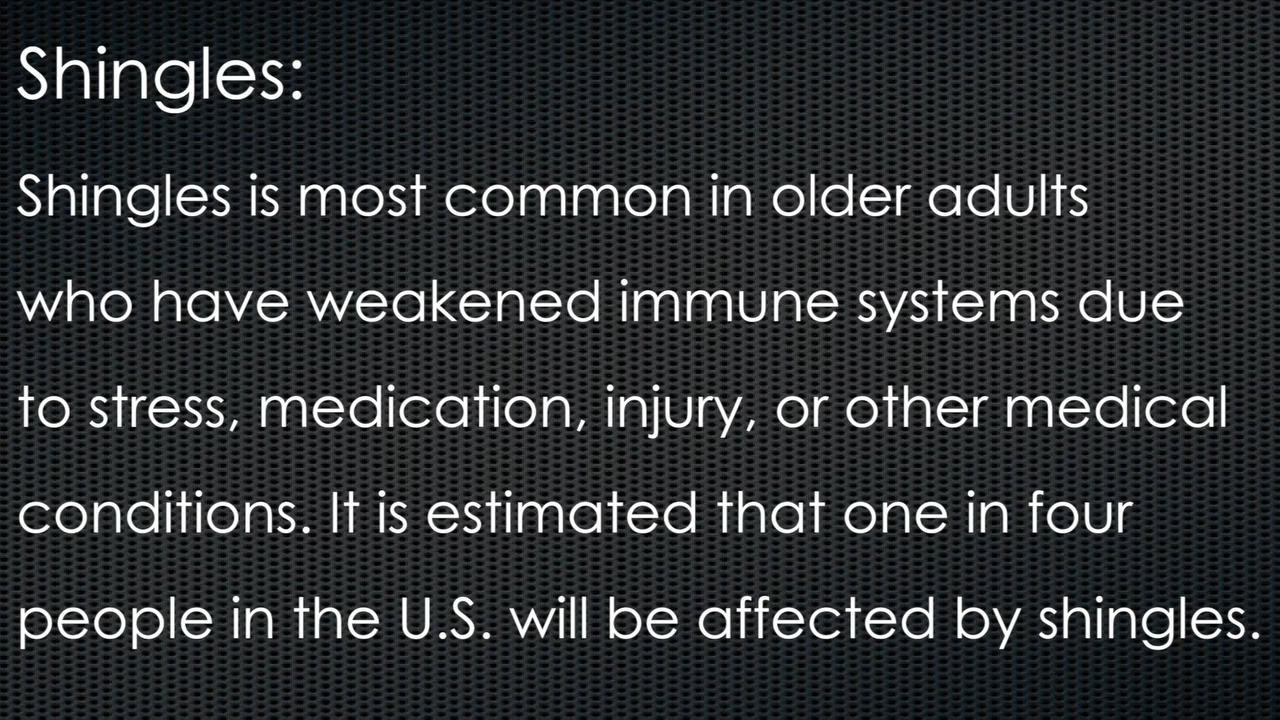 Shingles:
Shingles is most common in older adults
who have weakened immune systems due
to stress, medication, injury, or other medical
conditions. It is estimated that one in four
people in the U.S. will be affected by shingles.